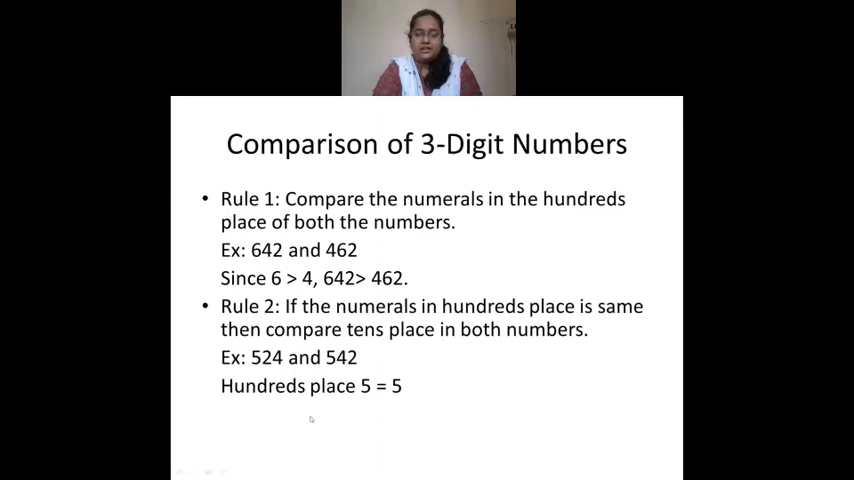 Comparison of 3-Digit Numbers
• Rule 1: Compare the numerals in the hundreds
place of both the numbers.
Ex: 642 and 462
Since 6 > 4, 642> 462.
• Rule 2: If the numerals in hundreds place is same
then compare tens place in both numbers.
Ex: 524 and 542
Hundreds place 5 = 5